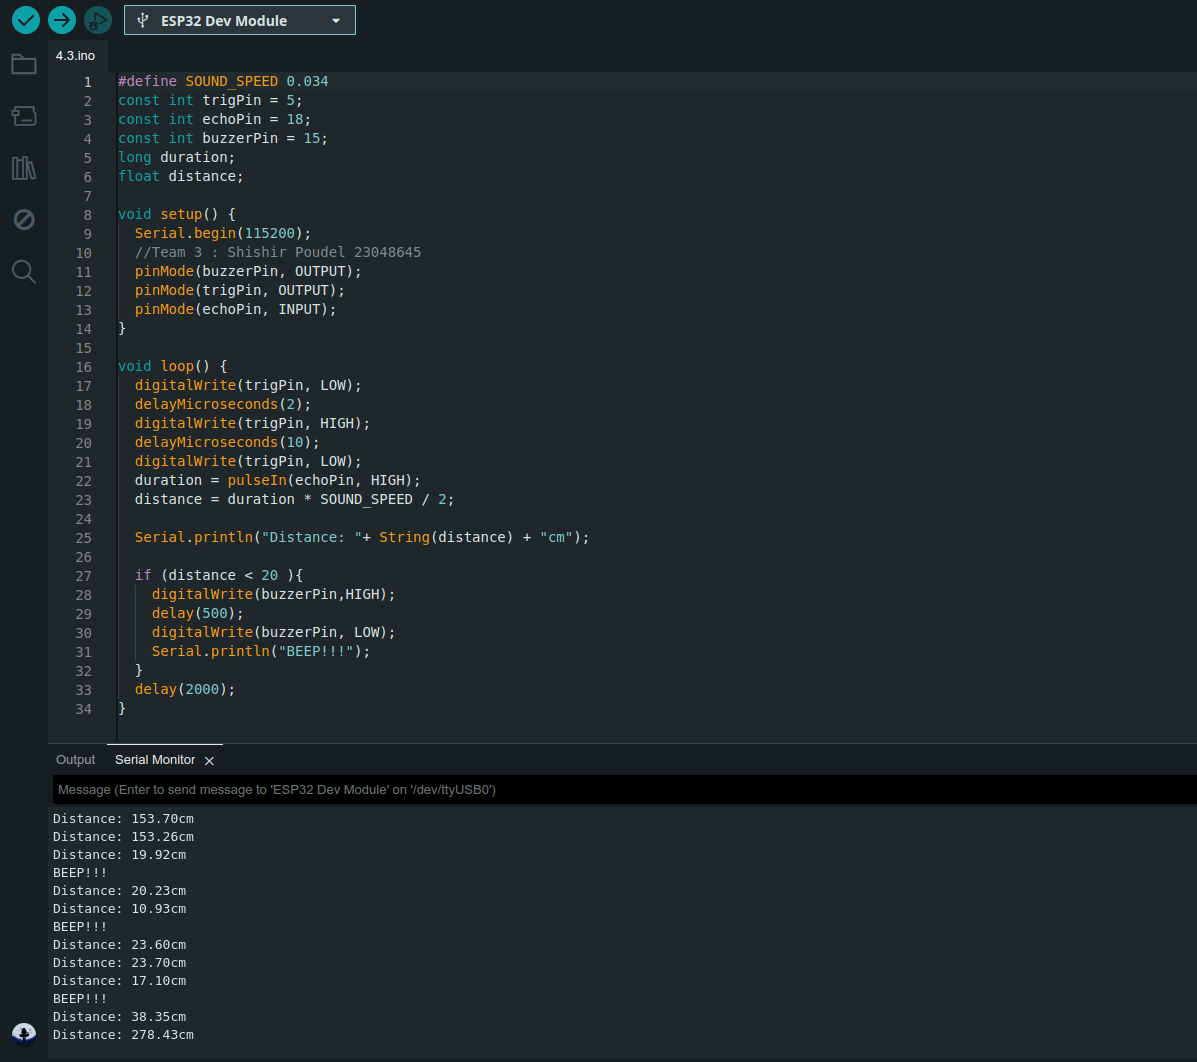 ESP32 Dev Module
4.3.ino
1 #define SOUND_SPEED 0.034
2 const int trigPin = 5;
3 const int echoPin = 18;
4 const int buzzerPin = 15;
5 long duration;
6 float distance;
7
8 void setup() {
9   Serial.begin(115200);
10   //Team 3 : Shishir Poudel 23048645
11   pinMode(buzzerPin, OUTPUT);
12   pinMode(trigPin, OUTPUT);
13   pinMode(echoPin, INPUT);
14 }
15
16 void loop() {
17   digitalWrite(trigPin, LOW);
18   delayMicroseconds(2);
19   digitalWrite(trigPin, HIGH);
20   delayMicroseconds(10);
21   digitalWrite(trigPin, LOW);
22   duration = pulseIn(echoPin, HIGH);
23   distance = duration * SOUND_SPEED / 2;
24
25   Serial.println("Distance: "+ String(distance) + "cm");
26
27   if (distance < 20 ){
28     digitalWrite(buzzerPin,HIGH);
29     delay(500);
30     digitalWrite(buzzerPin, LOW);
31     Serial.println("BEEP!!!");
32   }
33   delay(2000);
34 }
Output Serial Monitor
Message (Enter to send message to 'ESP32 Dev Module' on '/dev/ttyUSB0')
Distance: 153.70cm
Distance: 153.26cm
Distance: 19.92cm
BEEP!!!
Distance: 20.23cm
Distance: 10.93cm
BEEP!!!
Distance: 23.60cm
Distance: 23.70cm
Distance: 17.10cm
BEEP!!!
Distance: 38.35cm
Distance: 278.43cm